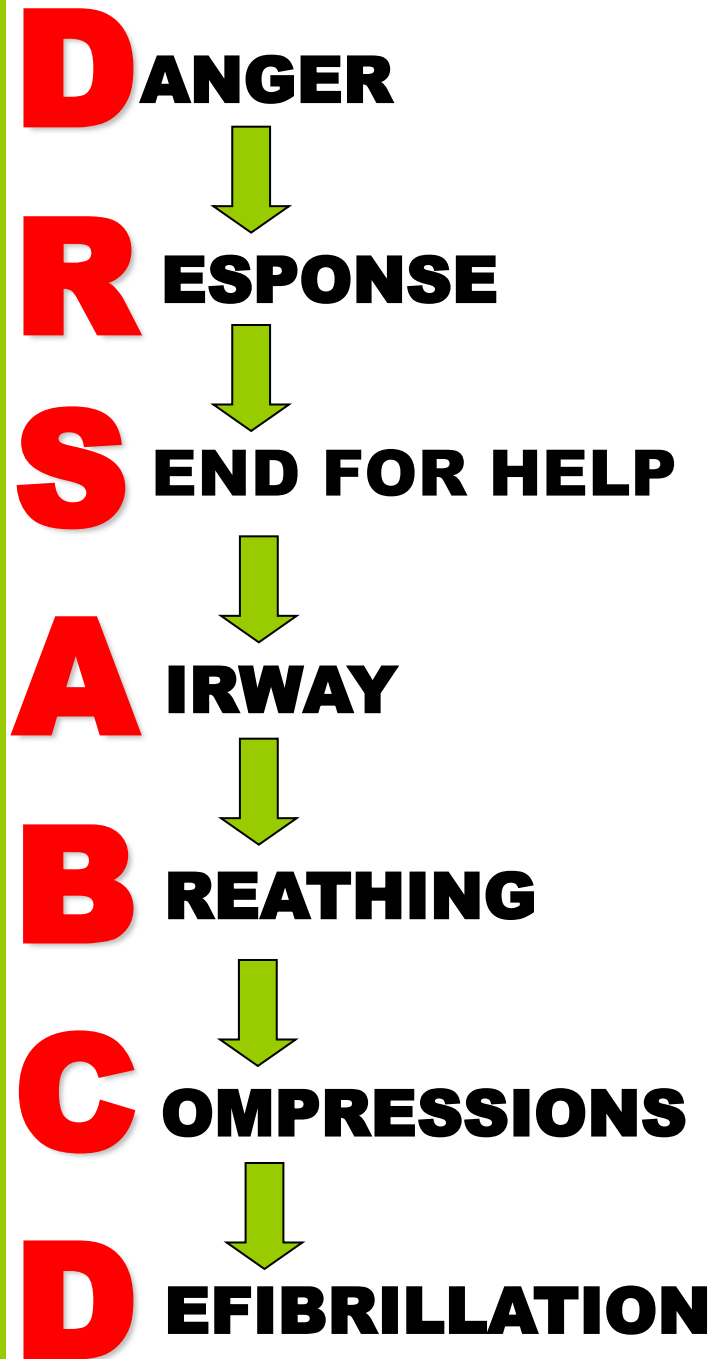 DANGER
RESPONSE
SEND FOR HELP
AIRWAY
BREATHING
COMPRESSIONS
DEFIBRILLATION